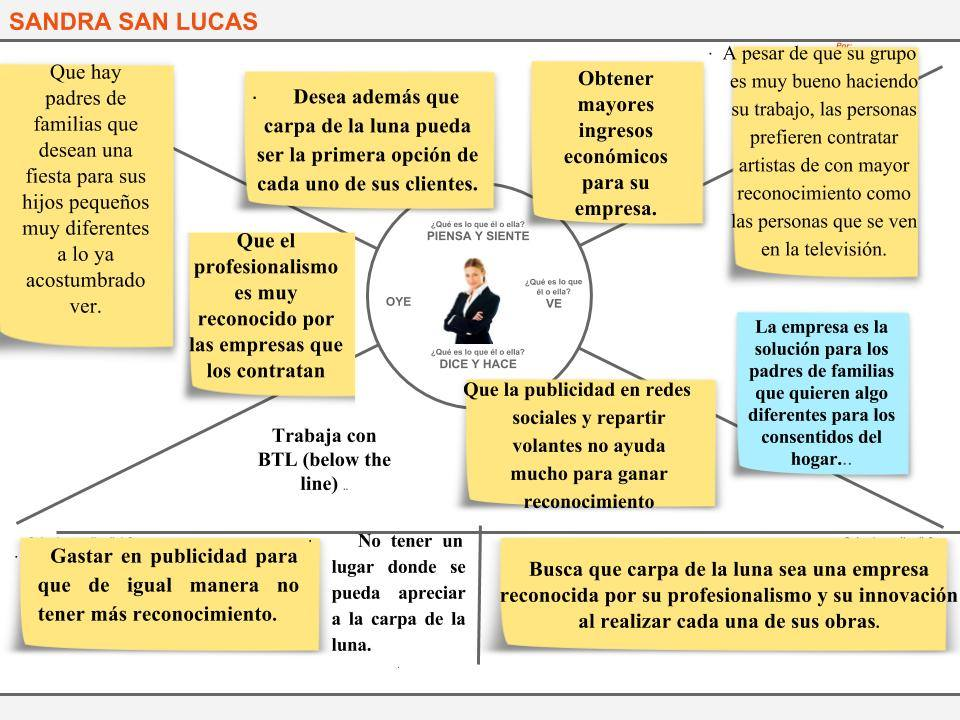 SANDRA SAN LUCAS
Por:
Que hay
padres de
familias que
desean una
fiesta para sus
hijos pequeños
muy diferentes
a lo ya
acostumbrado
ver.
· Desea además que
carpa de la luna pueda
ser la primera opción de
cada uno de sus clientes.
Obtener
mayores
ingresos
económicos
para su
empresa.
· A pesar de que su grupo
es muy bueno haciendo
su trabajo, las personas
prefieren contratar
artistas de con mayor
reconocimiento como
las personas que se ven
en la televisión.
Que el
profesionalismo
es muy
reconocido por
las empresas que
los contratan
¿Qué es lo que él o ella?
PIENSA Y SIENTE
OYE
¿Qué es lo que
él o ella?
VE
¿Qué es lo que él o ella?
DICE Y HACE
La empresa es la
solución para los
padres de familias
que quieren algo
diferentes para los
consentidos del
hogar...
Que la publicidad en redes
sociales y repartir
volantes no ayuda
mucho para ganar
reconocimiento
Trabaja con
BTL (below the
line) ..
· Gastar en publicidad para
que de igual manera no
tener más reconocimiento.
· No tener un
lugar donde se
pueda apreciar
a la carpa de la
luna.
.
Busca que carpa de la luna sea una empresa
reconocida por su profesionalismo y su innovación
al realizar cada una de sus obras.